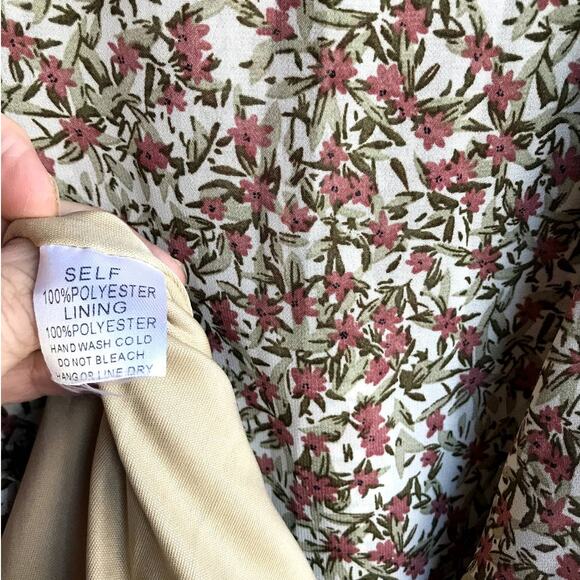 SELF
100%POLYESTER
LINING
100%POLYESTER
HAND WASH COLD
DO NOT BLEACH
HANG OR LINE DRY